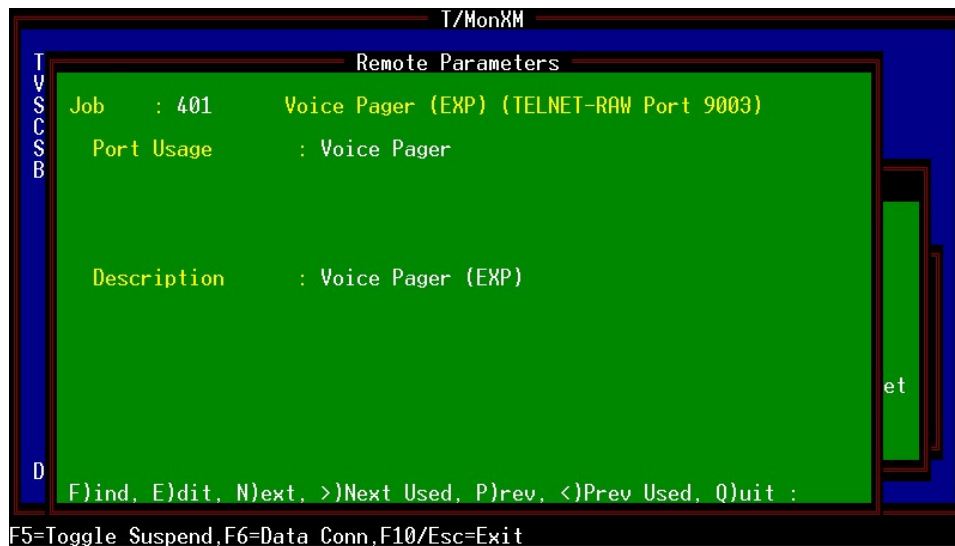 T/MonXM
Remote Parameters
T
V
S
C
S
B
D
Job : 401 Voice Pager (EXP) (TELNET-RAW Port 9003)
Port Usage : Voice Pager
Description : Voice Pager (EXP)
et
F)ind, E)dit, N)ext, >)Next Used, P)rev, <)Prev Used, Q)uit :
F5=Toggle Suspend,F6=Data Conn,F10/Esc=Exit